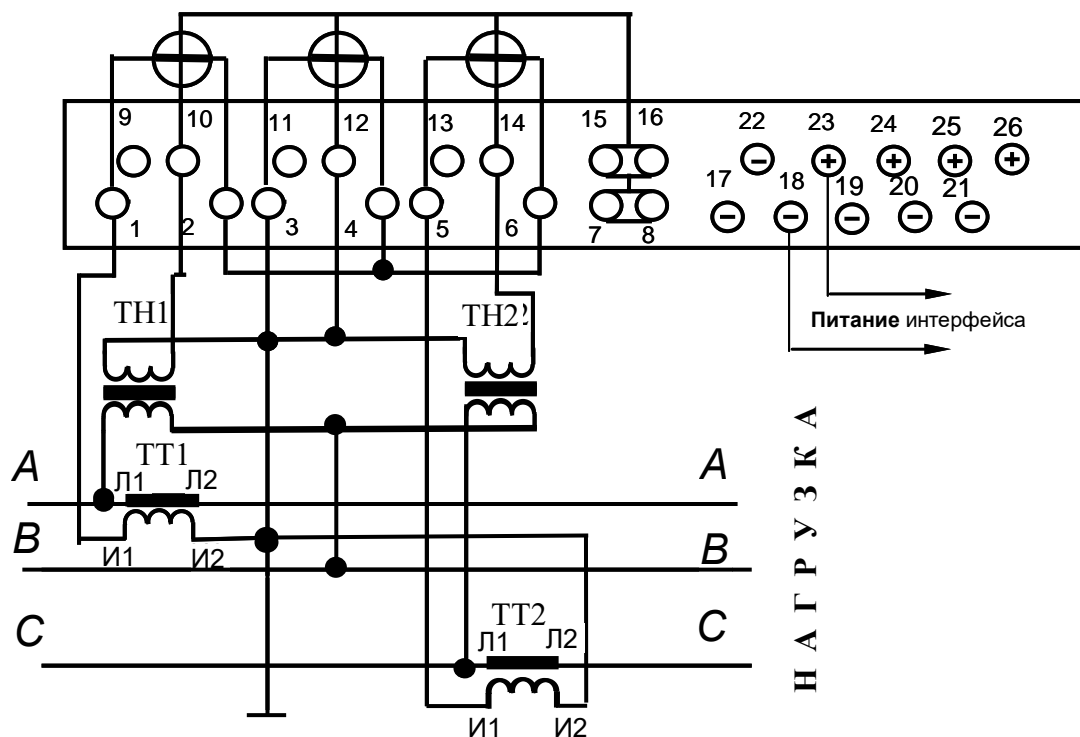 9 10 11 12 13 14 15 16
22 23 24 25 26
17 18 19 20 21
1 2 3 4 5 6 7 8
ТН1
ТН2
Питание интерфейса
ТТ1
A Л1 Л2 A
B И1 И2 B
ТТ2
C Л1 Л2 C
И1 И2
НАГРУЗКА